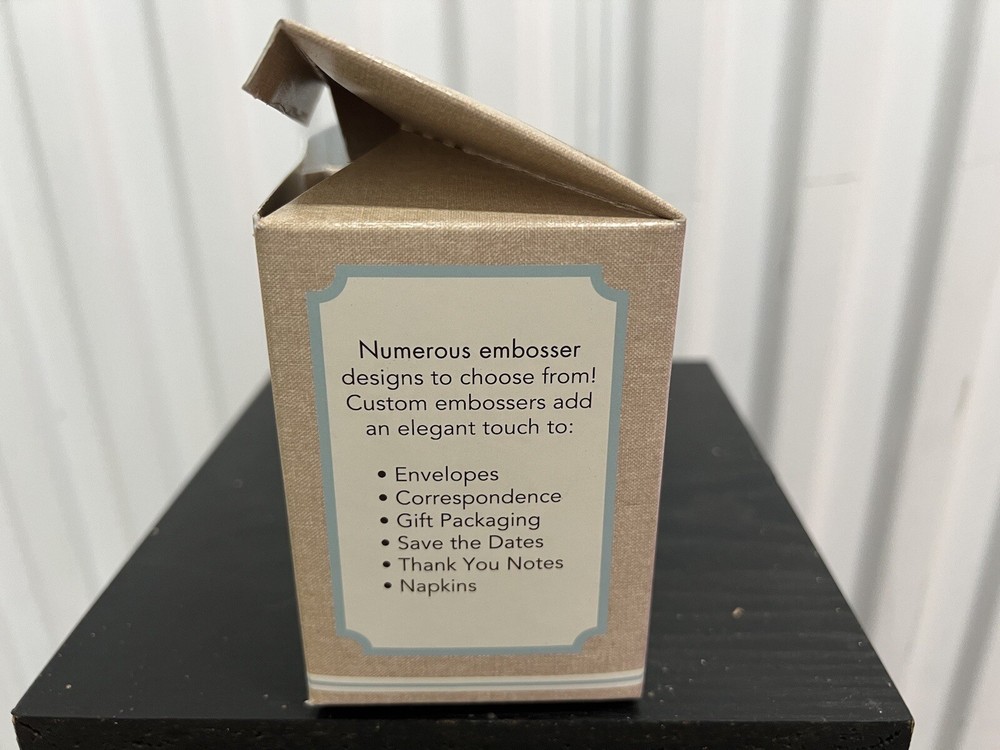 Numerous embosser
designs to choose from!
Custom embossers add
an elegant touch to:
• Envelopes
• Correspondence
• Gift Packaging
• Save the Dates
• Thank You Notes
• Napkins